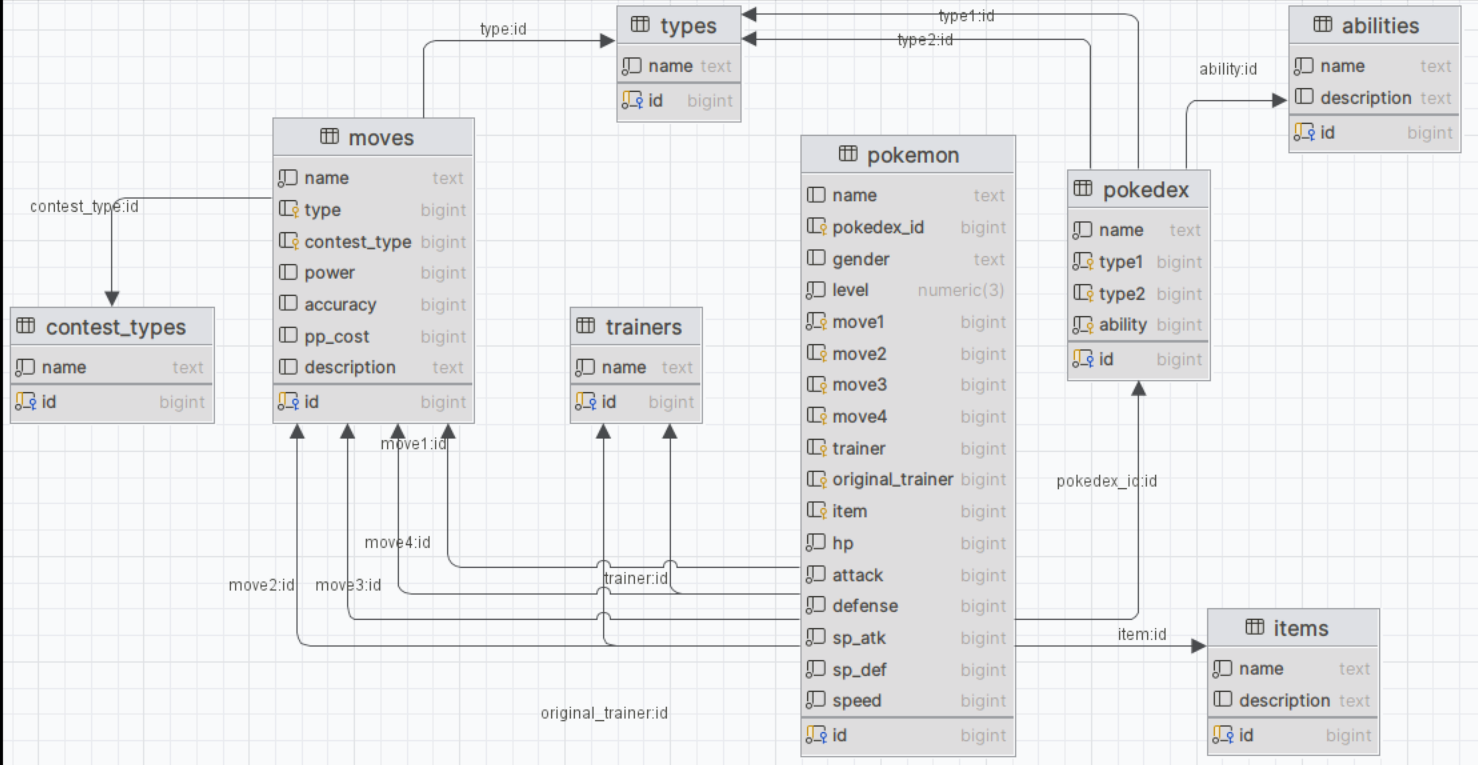 type:id
types
name text
id bigint
type1:id
type2:id
abilities
name text
description text
id bigint
ability:id
moves
name text
type bigint
contest_type bigint
power bigint
accuracy bigint
pp_cost bigint
description text
id bigint
contest_type:id
contest_types
name text
id bigint
trainers
name text
id bigint
pokemon
name text
pokedex_id bigint
gender text
level numeric(3)
move1 bigint
move2 bigint
move3 bigint
move4 bigint
trainer bigint
original_trainer bigint
item bigint
hp bigint
attack bigint
defense bigint
sp_atk bigint
sp_def bigint
speed bigint
id bigint
pokedex
name text
type1 bigint
type2 bigint
ability bigint
id bigint
move1:id
move4:id
move2:id
move3:id
trainer:id
original_trainer:id
pokedex_id:id
item:id
items
name text
description text
id bigint